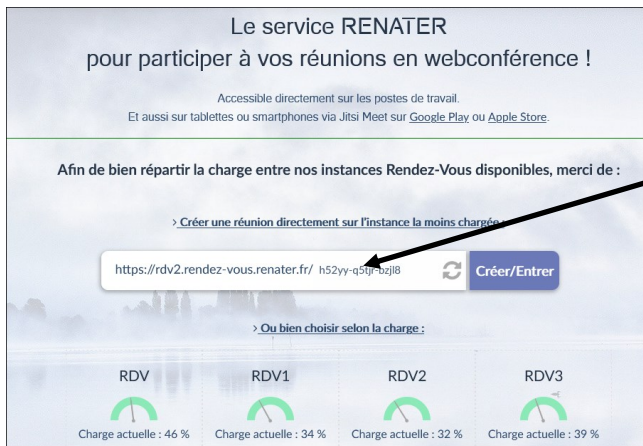 Le service RENATER
pour participer à vos réunions en webconférence !
Accessible directement sur les postes de travail.
Et aussi sur tablettes ou smartphones via Jitsi Meet sur Google Play ou Apple Store.
Afin de bien répartir la charge entre nos instances Rendez-Vous disponibles, merci de :
> Créer une réunion directement sur l'instance la moins chargée :
https://rdv2.rendez-vous.renater.fr/ h52yy-q5tjr-bzjl8 Créer/Entrer
> Ou bien choisir selon la charge :
RDV RDV1 RDV2 RDV3
Charge actuelle : 46 % Charge actuelle : 34 % Charge actuelle : 32 % Charge actuelle : 39 %